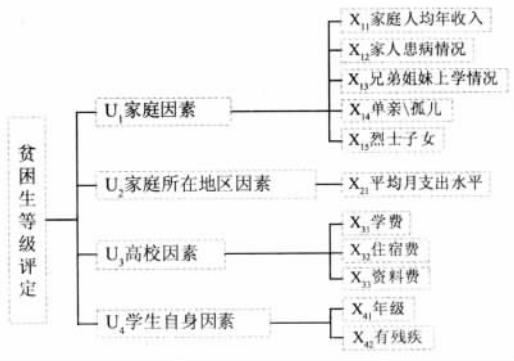 贫困生等级评定
U₁家庭因素
X₁₁家庭人均年收入
X₁₂家人患病情况
X₁₃兄弟姐妹上学情况
X₁₄单亲\孤儿
X₁₅烈士子女
U₂家庭所在地区因素
X₂₁平均月支出水平
U₃高校因素
X₃₁学费
X₃₂住宿费
X₃₃资料费
U₄学生自身因素
X₄₁年级
X₄₂有残疾